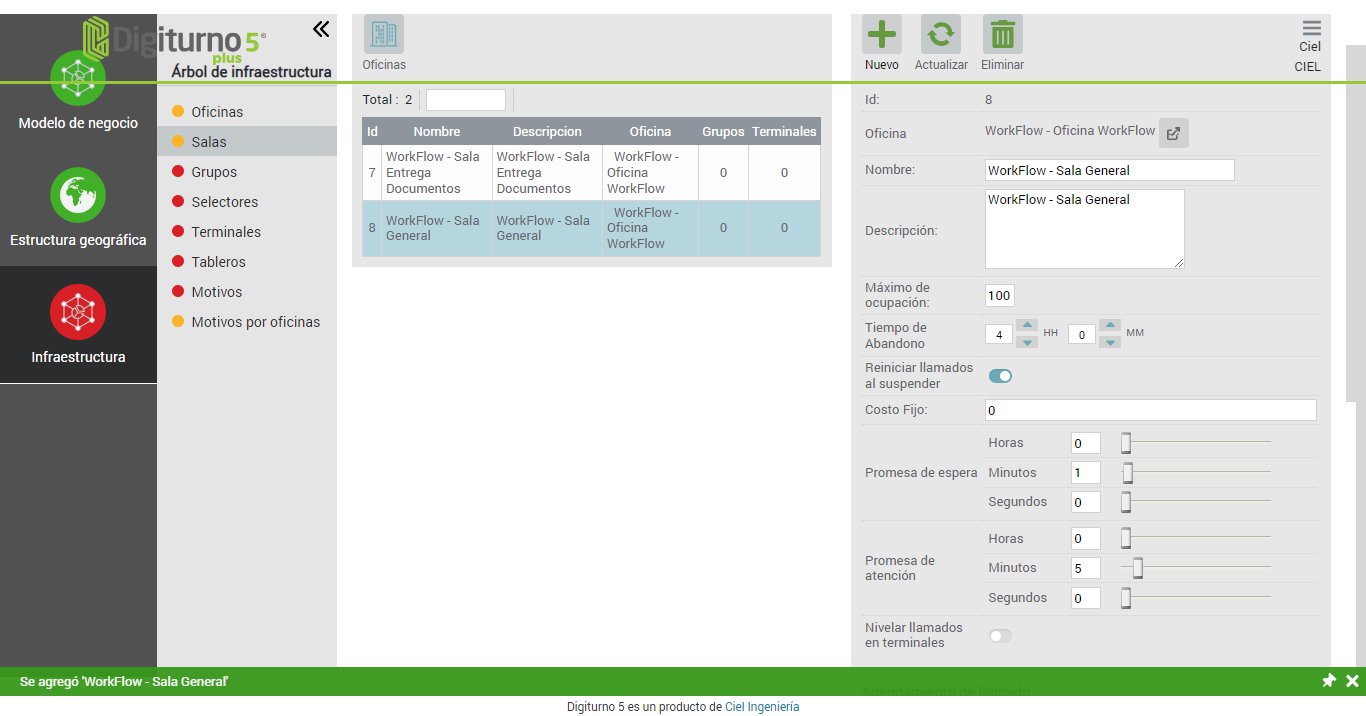 Digiturno 5®
plus
Árbol de infraestructura
Modelo de negocio
Estructura geográfica
Infraestructura
Oficinas
Salas
Grupos
Selectores
Terminales
Tableros
Motivos
Motivos por oficinas
Oficinas
Total : 2
Id Nombre Descripcion Oficina Grupos Terminales
7 WorkFlow - Sala Entrega Documentos WorkFlow - Sala Entrega Documentos WorkFlow - Oficina WorkFlow 0 0
8 WorkFlow - Sala General WorkFlow - Sala General WorkFlow - Oficina WorkFlow 0 0
Nuevo Actualizar Eliminar
Ciel
CIEL
Id: 8
Oficina WorkFlow - Oficina WorkFlow
Nombre: WorkFlow - Sala General
Descripción: WorkFlow - Sala General
Máximo de ocupación: 100
Tiempo de Abandono 4 HH 0 MM
Reiniciar llamados al suspender
Costo Fijo: 0
Promesa de espera
Horas 0
Minutos 1
Segundos 0
Promesa de atención
Horas 0
Minutos 5
Segundos 0
Nivelar llamados en terminales
Agendamiento de llamado
Se agregó 'WorkFlow - Sala General'
Digiturno 5 es un producto de Ciel Ingeniería